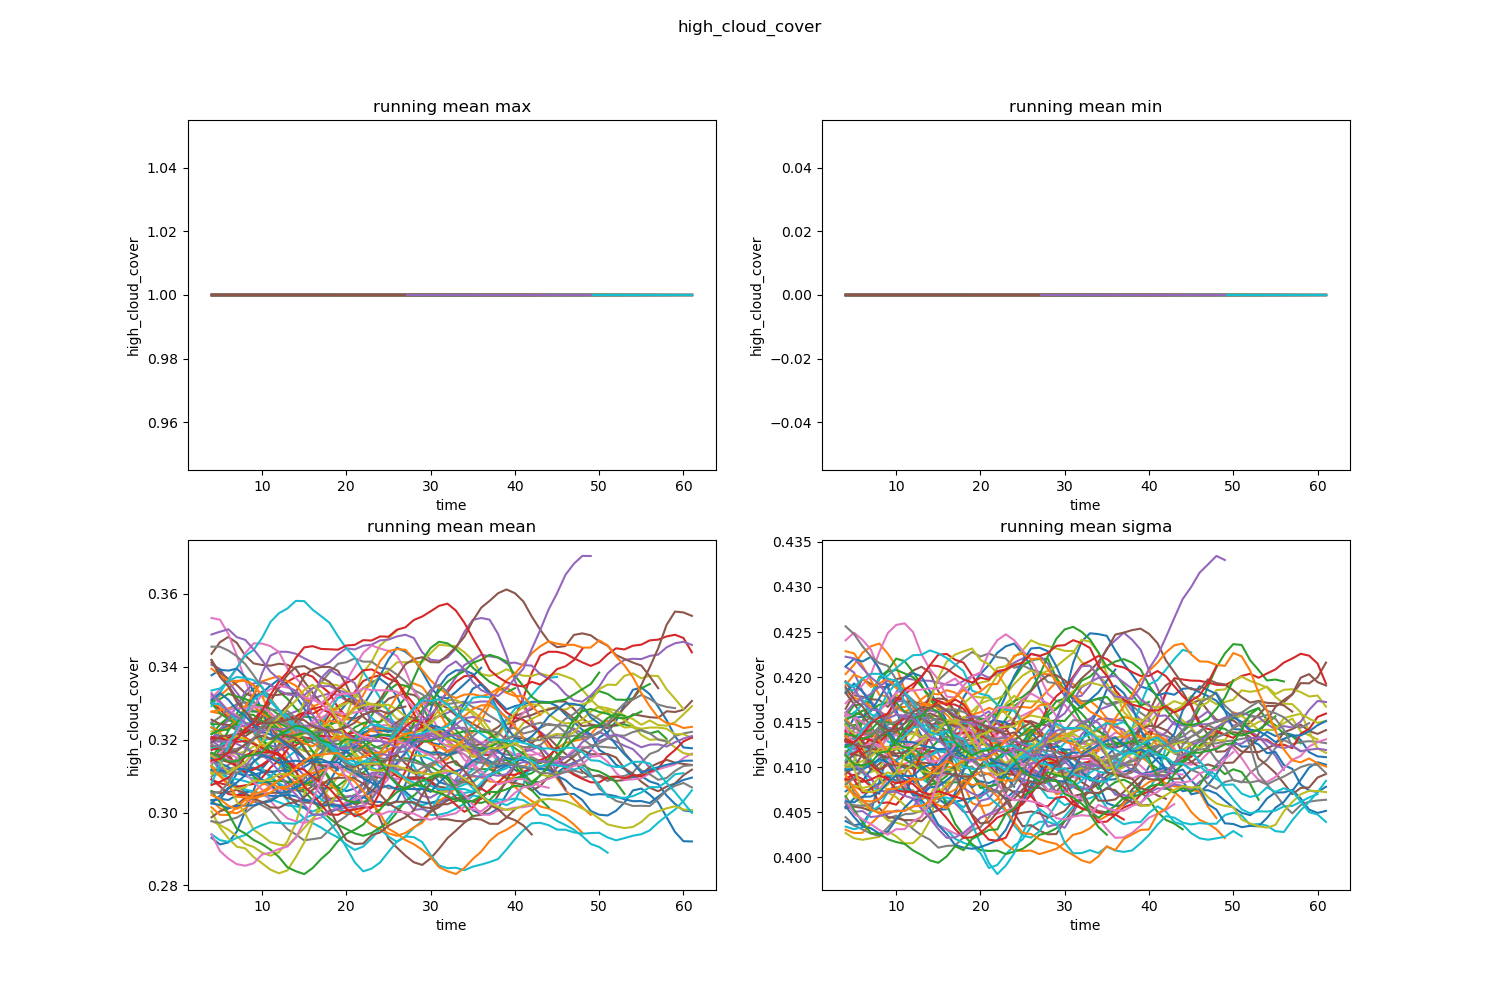 high_cloud_cover
running mean max
high_cloud_cover
1.04
1.02
1.00
0.98
0.96
10 20 30 40 50 60
time
running mean min
high_cloud_cover
0.04
0.02
0.00
−0.02
−0.04
10 20 30 40 50 60
time
running mean mean
high_cloud_cover
0.36
0.34
0.32
0.30
0.28
10 20 30 40 50 60
time
running mean sigma
high_cloud_cover
0.435
0.430
0.425
0.420
0.415
0.410
0.405
0.400
10 20 30 40 50 60
time